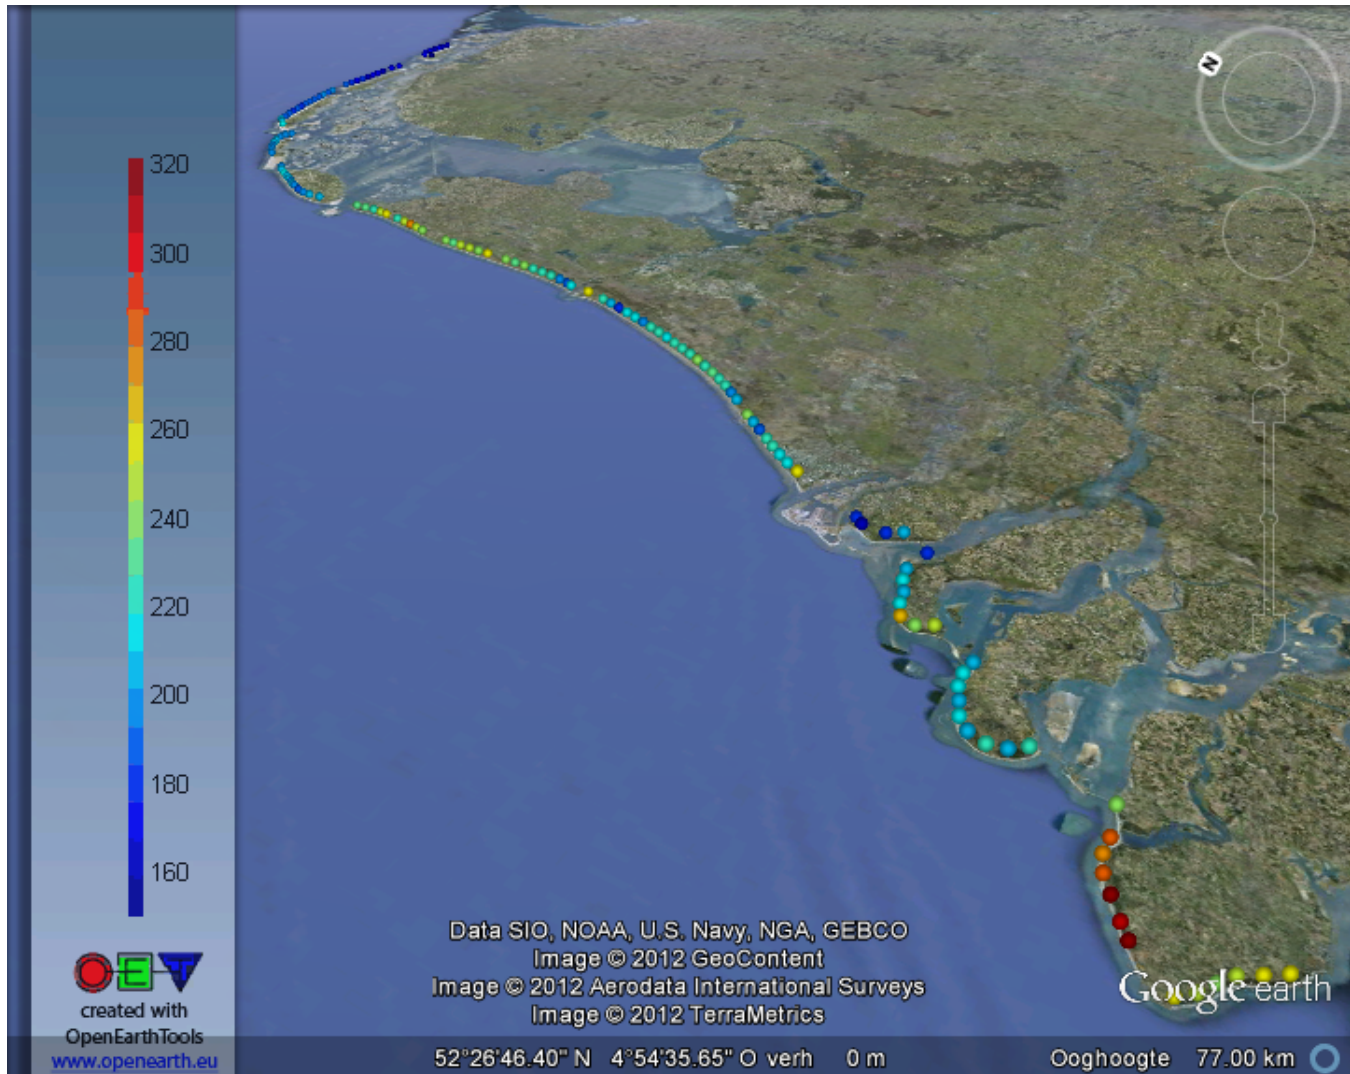 N
320
300
280
260
240
220
200
180
160
E T
created with
OpenEarthTools
www.openearth.eu
Data SIO, NOAA, U.S. Navy, NGA, GEBCO
Image © 2012 GeoContent
Image © 2012 Aerodata International Surveys
Image © 2012 TerraMetrics
Google earth
52°26'46.40" N 4°54'35.65" O verh 0 m Ooghoogte 77.00 km